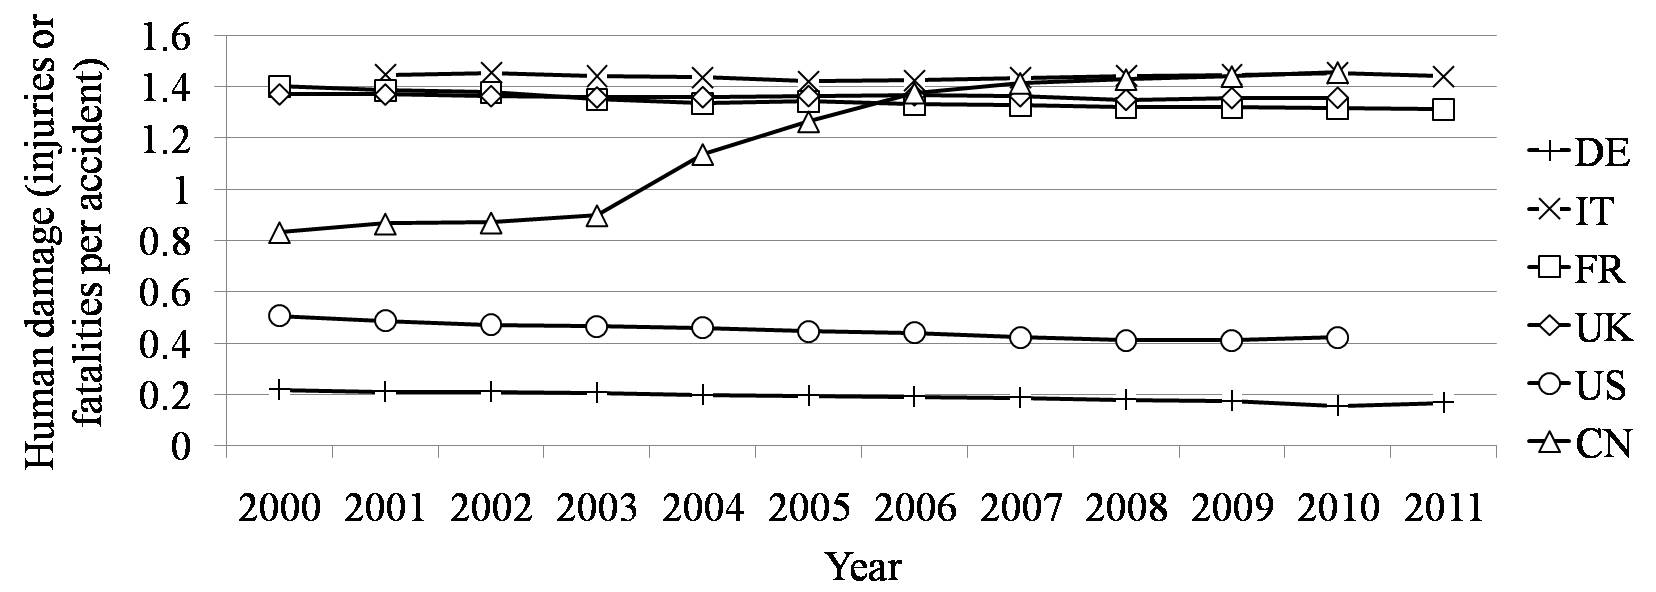 Human damage (injuries or
fatalities per accident)
1.6
1.4
1.2
1
0.8
0.6
0.4
0.2
0
2000 2001 2002 2003 2004 2005 2006 2007 2008 2009 2010 2011
Year
DE
IT
FR
UK
US
CN